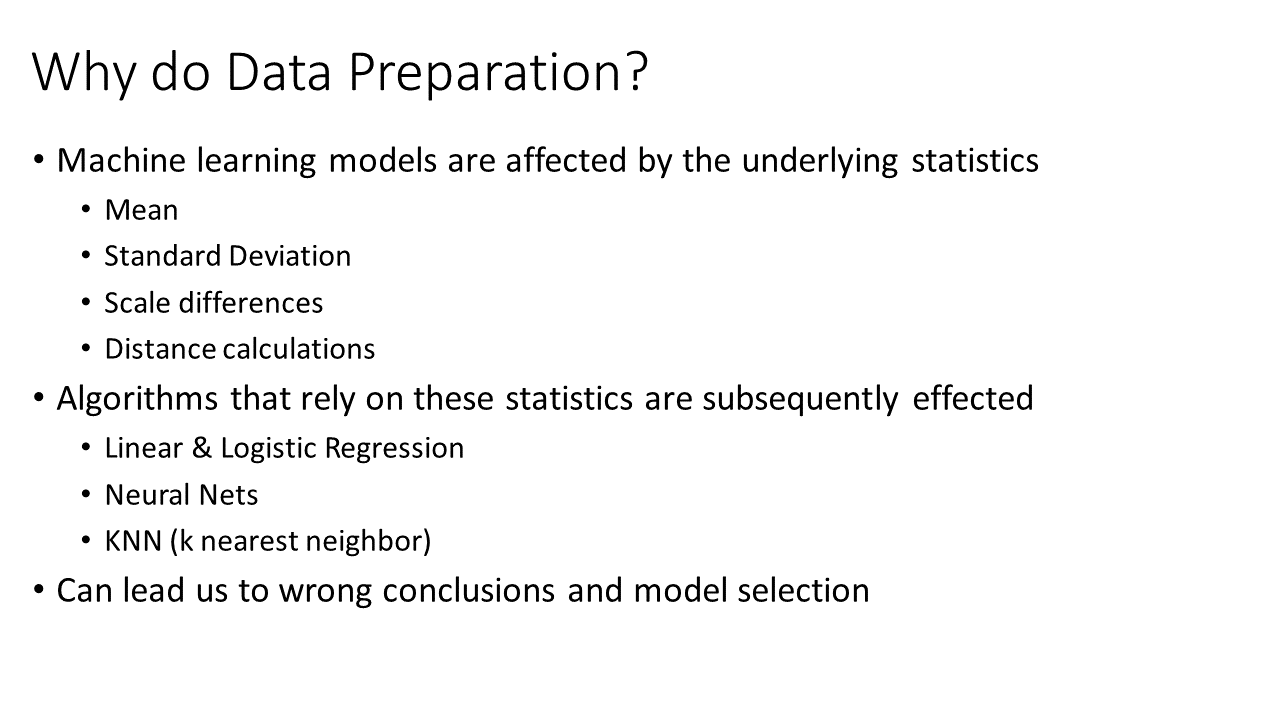 Why do Data Preparation?
• Machine learning models are affected by the underlying statistics
• Mean
• Standard Deviation
• Scale differences
• Distance calculations
• Algorithms that rely on these statistics are subsequently effected
• Linear & Logistic Regression
• Neural Nets
• KNN (k nearest neighbor)
• Can lead us to wrong conclusions and model selection